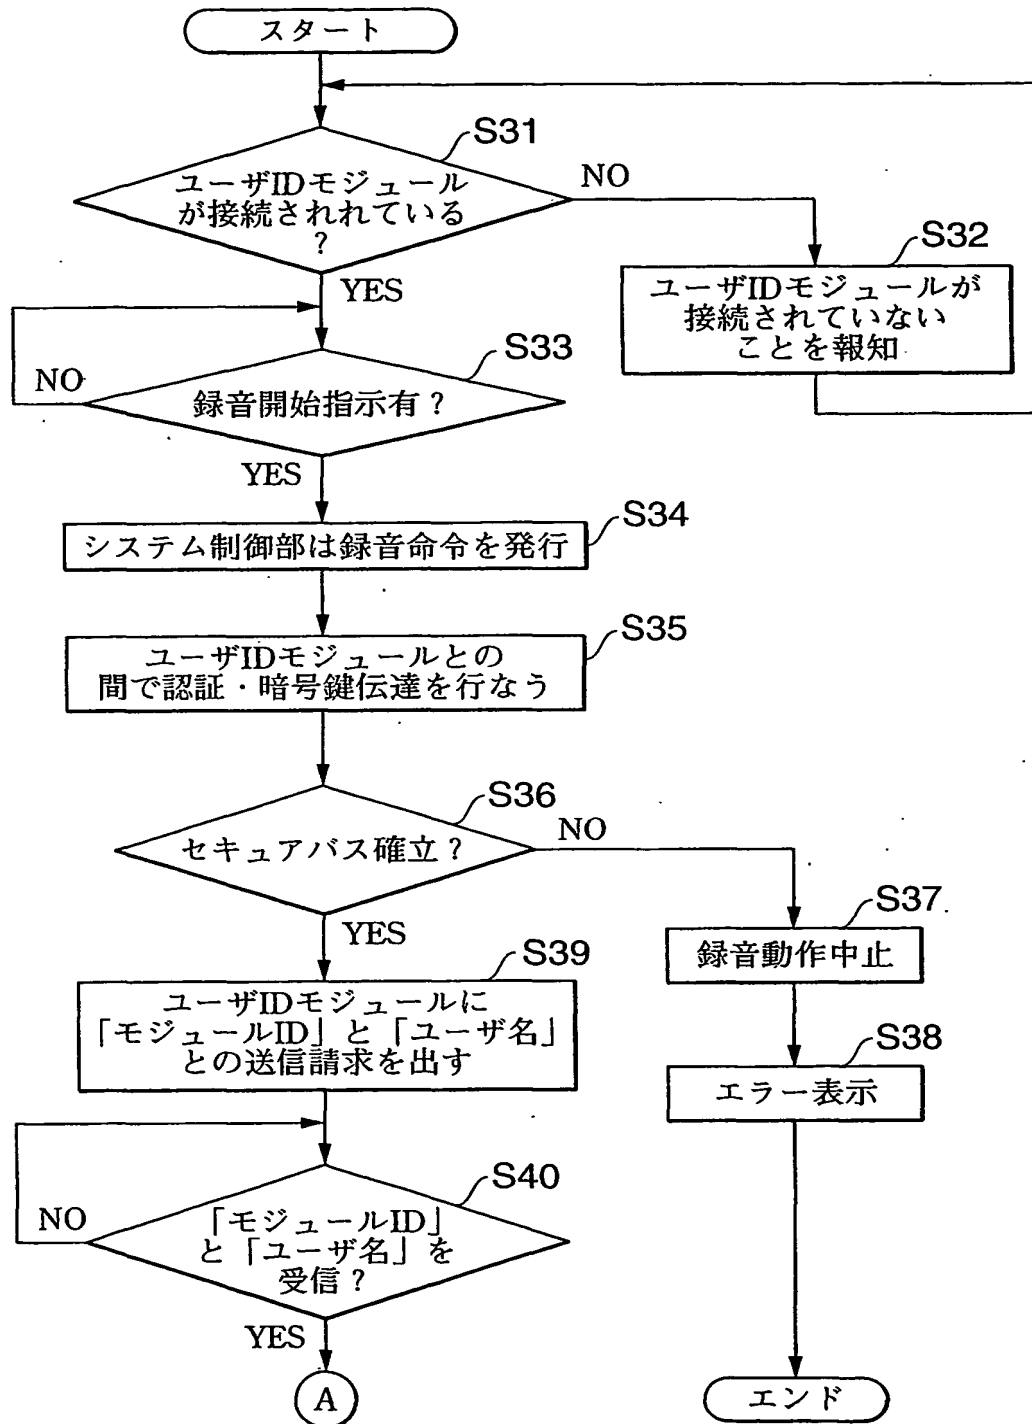 スタート
S31
ユーザIDモジュール
が接続されれている
?
NO
YES
S32
ユーザIDモジュールが
接続されていない
ことを報知
S33
NO
録音開始指示有?
YES
S34
システム制御部は録音命令を発行
S35
ユーザIDモジュールとの
間で認証・暗号鍵伝達を行なう
S36
セキュアバス確立?
NO
YES
S37
録音動作中止
S39
ユーザIDモジュールに
「モジュールID」と「ユーザ名」
との送信請求を出す
S38
エラー表示
S40
NO
「モジュールID」
と「ユーザ名」を
受信?
YES
A
エンド